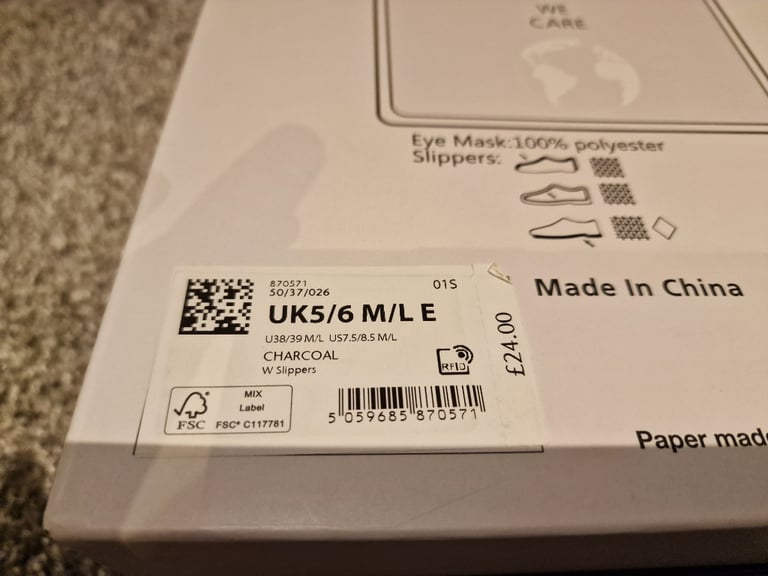 WE
CARE
Eye Mask:100% polyester
Slippers:
Made In China
870571
50/37/026
01S
UK5/6 M/L E
U38/39 M/L US7.5/8.5 M/L
CHARCOAL
W Slippers
RFID
£24.00
MIX
Label
FSC
FSC® C117781
5 059685 870571
Paper made